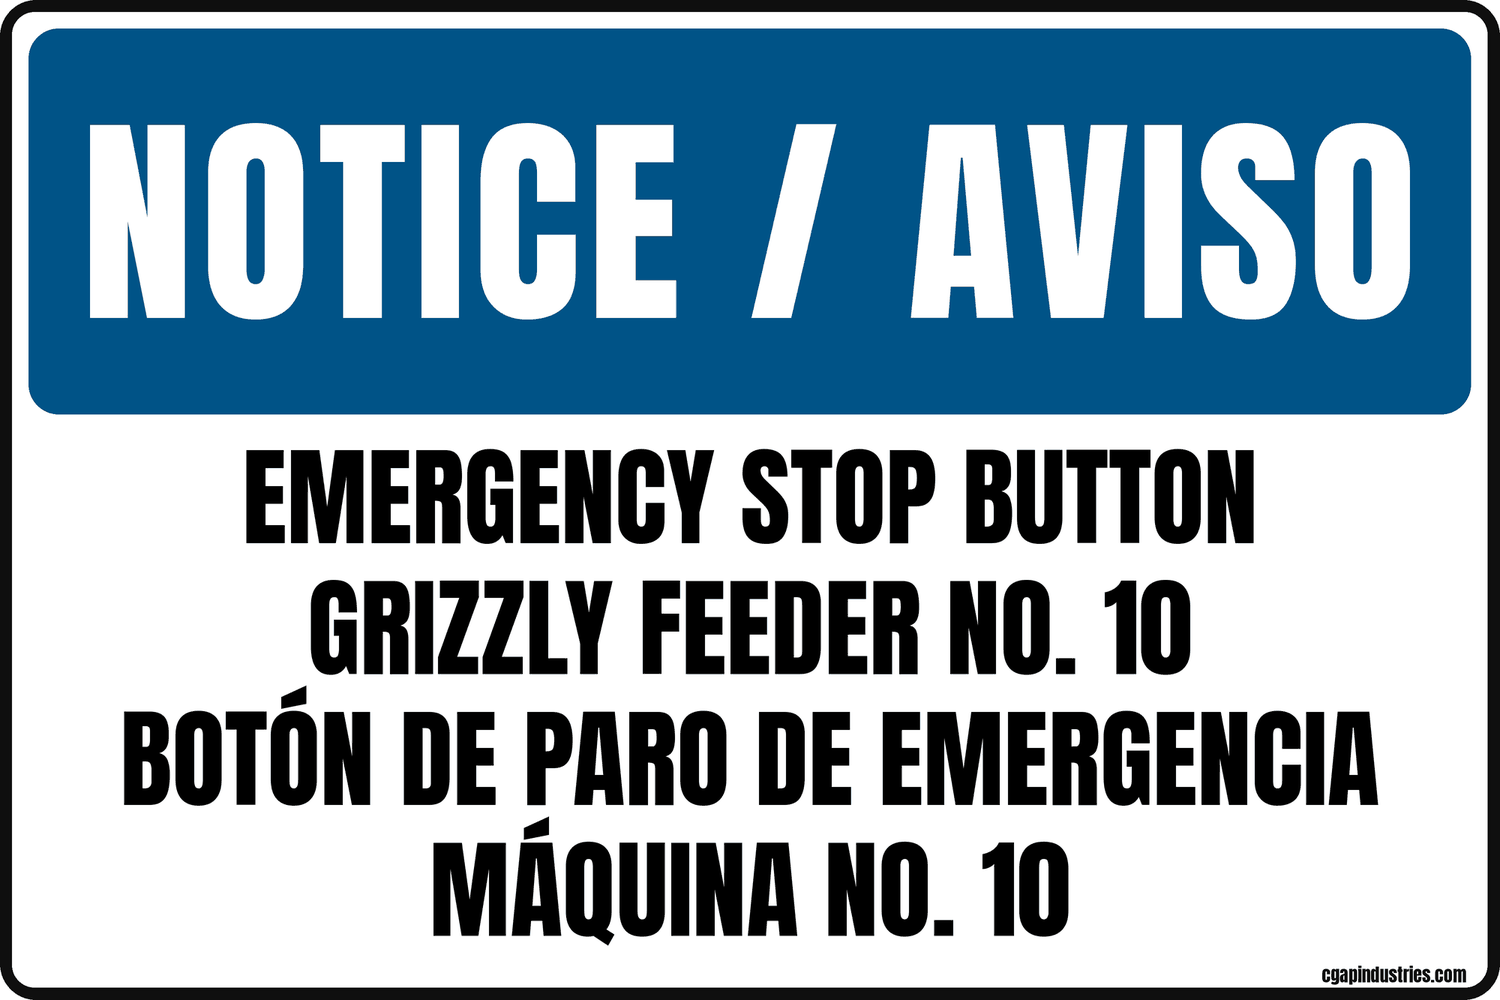 NOTICE / AVISO
EMERGENCY STOP BUTTON
GRIZZLY FEEDER NO. 10
BOTÓN DE PARO DE EMERGENCIA
MÁQUINA NO. 10
cgapindustries.com